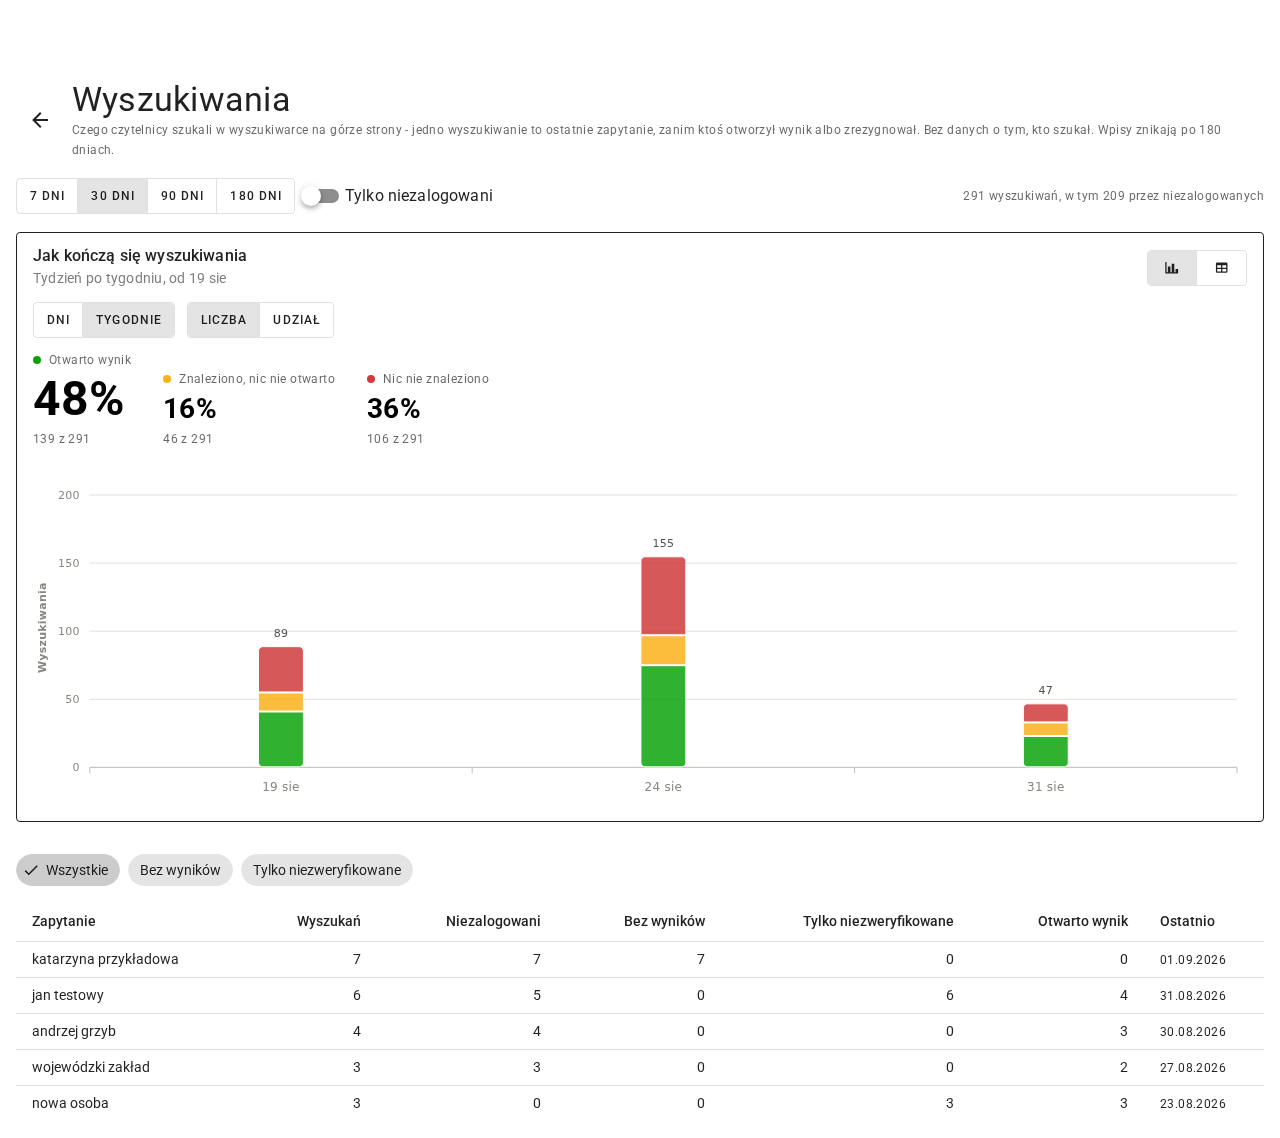 Wyszukiwania
Czego czytelnicy szukali w wyszukiwarce na górze strony - jedno wyszukiwanie to ostatnie zapytanie, zanim ktoś otworzył wynik albo zrezygnował. Bez danych o tym, kto szukał. Wpisy znikają po 180
dniach.
7 DNI 30 DNI 90 DNI 180 DNI Tylko niezalogowani 291 wyszukiwań, w tym 209 przez niezalogowanych
Jak kończą się wyszukiwania
Tydzień po tygodniu, od 19 sie
DNI TYGODNIE LICZBA UDZIAŁ
Otwarto wynik
48%
139 z 291
Znaleziono, nic nie otwarto
16%
46 z 291
Nic nie znaleziono
36%
106 z 291
Wyszukiwania
200
150
100
50
0
89
155
47
19 sie 24 sie 31 sie
Wszystkie Bez wyników Tylko niezweryfikowane
Zapytanie Wyszukań Niezalogowani Bez wyników Tylko niezweryfikowane Otwarto wynik Ostatnio
katarzyna przykładowa 7 7 7 0 0 01.09.2026
jan testowy 6 5 0 6 4 31.08.2026
andrzej grzyb 4 4 0 0 3 30.08.2026
wojewódzki zakład 3 3 0 0 2 27.08.2026
nowa osoba 3 0 0 3 3 23.08.2026